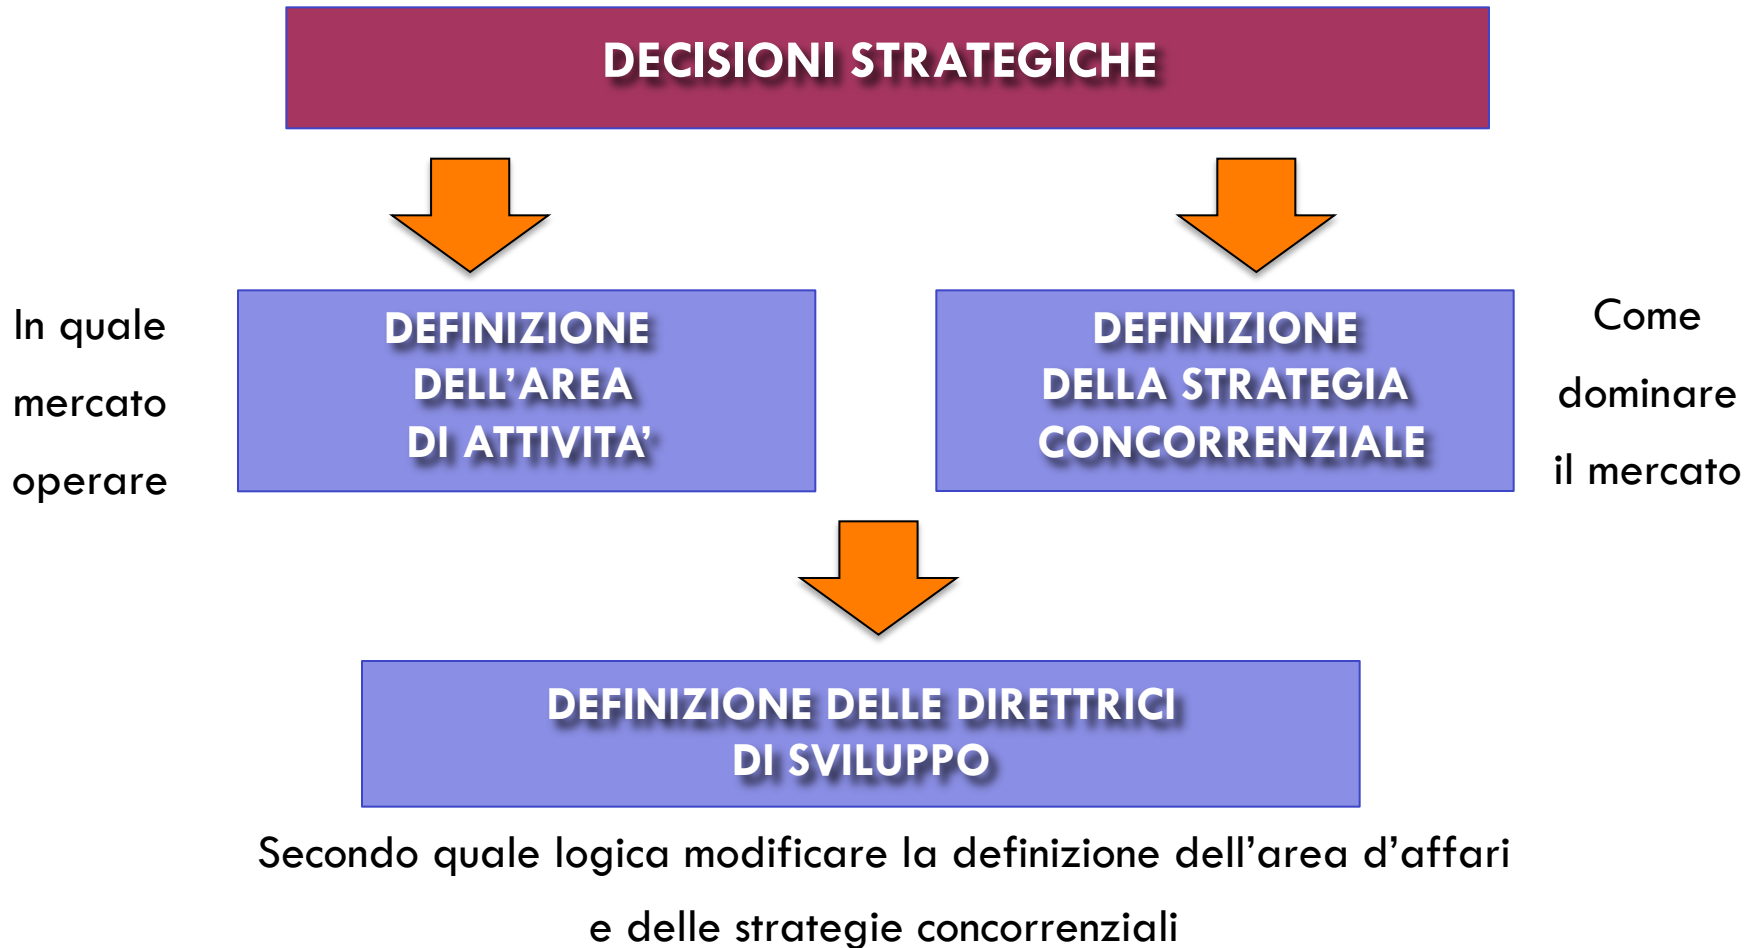 DECISIONI STRATEGICHE
In quale
mercato
operare
DEFINIZIONE
DELL’AREA
DI ATTIVITA’
DEFINIZIONE
DELLA STRATEGIA
CONCORRENZIALE
Come
dominare
il mercato
DEFINIZIONE DELLE DIRETTRICI
DI SVILUPPO
Secondo quale logica modificare la definizione dell’area d’affari
e delle strategie concorrenziali